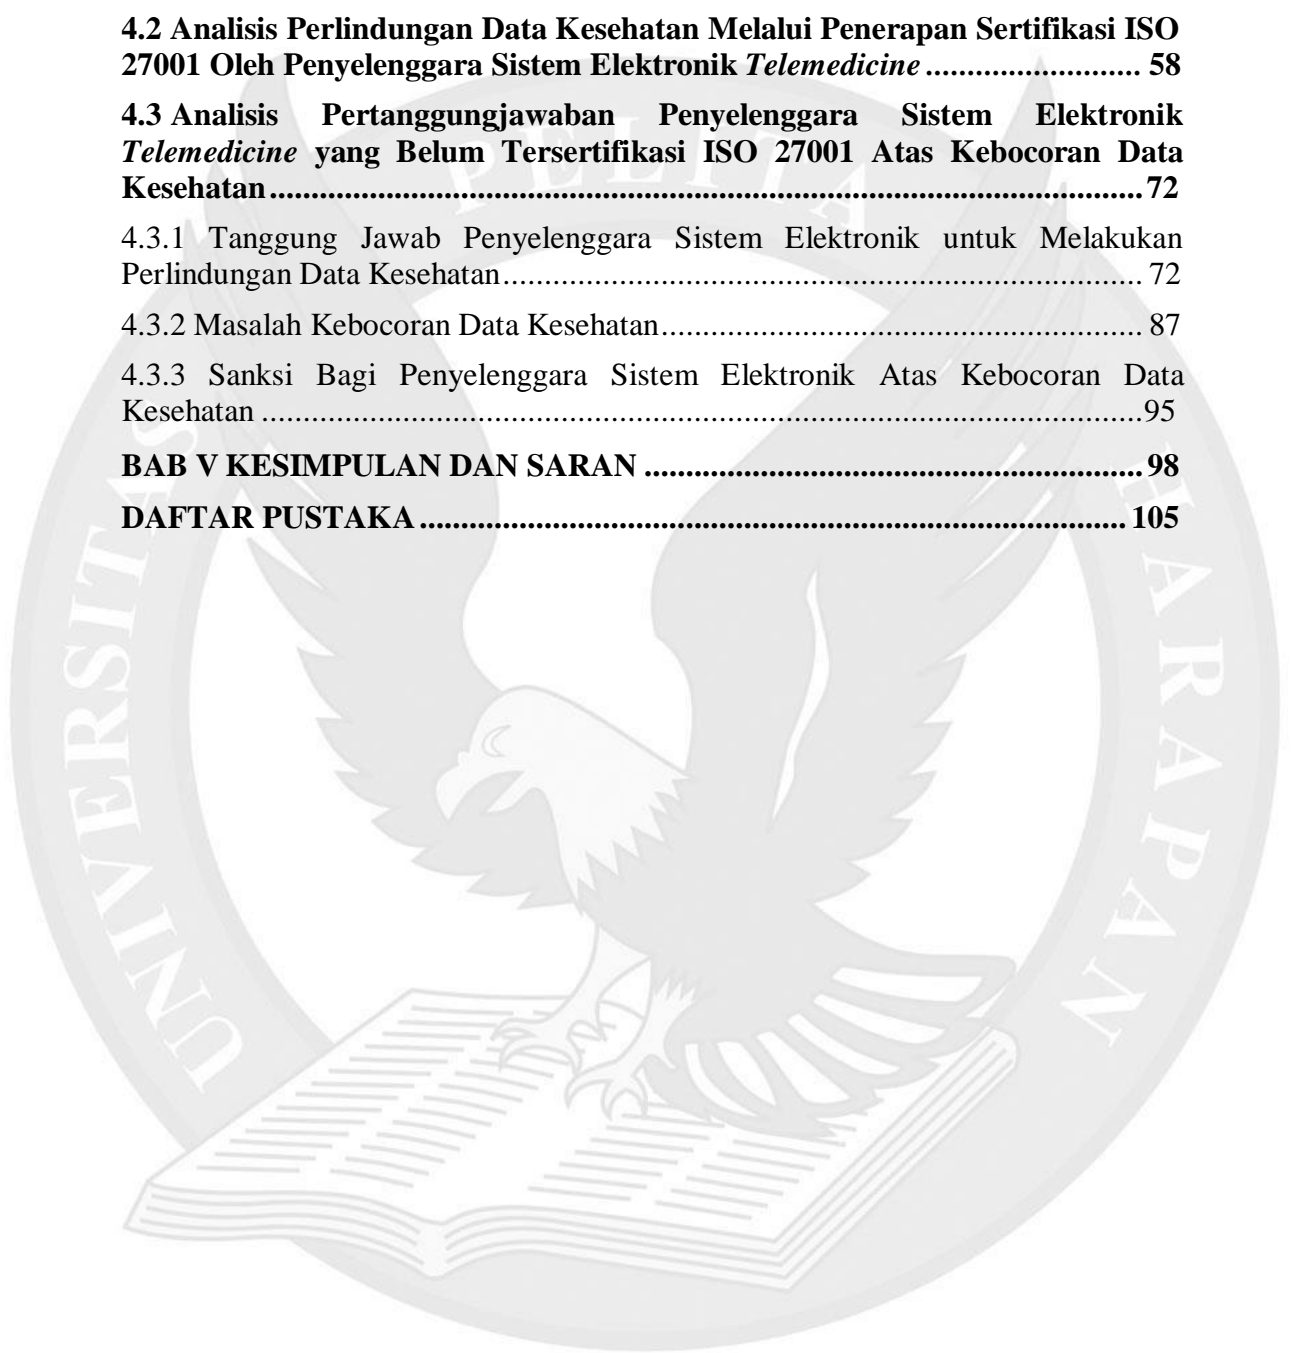 4.2 Analisis Perlindungan Data Kesehatan Melalui Penerapan Sertifikasi ISO
27001 Oleh Penyelenggara Sistem Elektronik Telemedicine ......................... 58
4.3 Analisis Pertanggungjawaban Penyelenggara Sistem Elektronik
Telemedicine yang Belum Tersertifikasi ISO 27001 Atas Kebocoran Data
Kesehatan ........................................................................................ 72
4.3.1 Tanggung Jawab Penyelenggara Sistem Elektronik untuk Melakukan
Perlindungan Data Kesehatan ................................................................ 72
4.3.2 Masalah Kebocoran Data Kesehatan ................................................ 87
4.3.3 Sanksi Bagi Penyelenggara Sistem Elektronik Atas Kebocoran Data
Kesehatan ........................................................................................ 95
BAB V KESIMPULAN DAN SARAN .................................................. 98
DAFTAR PUSTAKA ....................................................................... 105
UNIVERSITAS PELITA HARAPAN